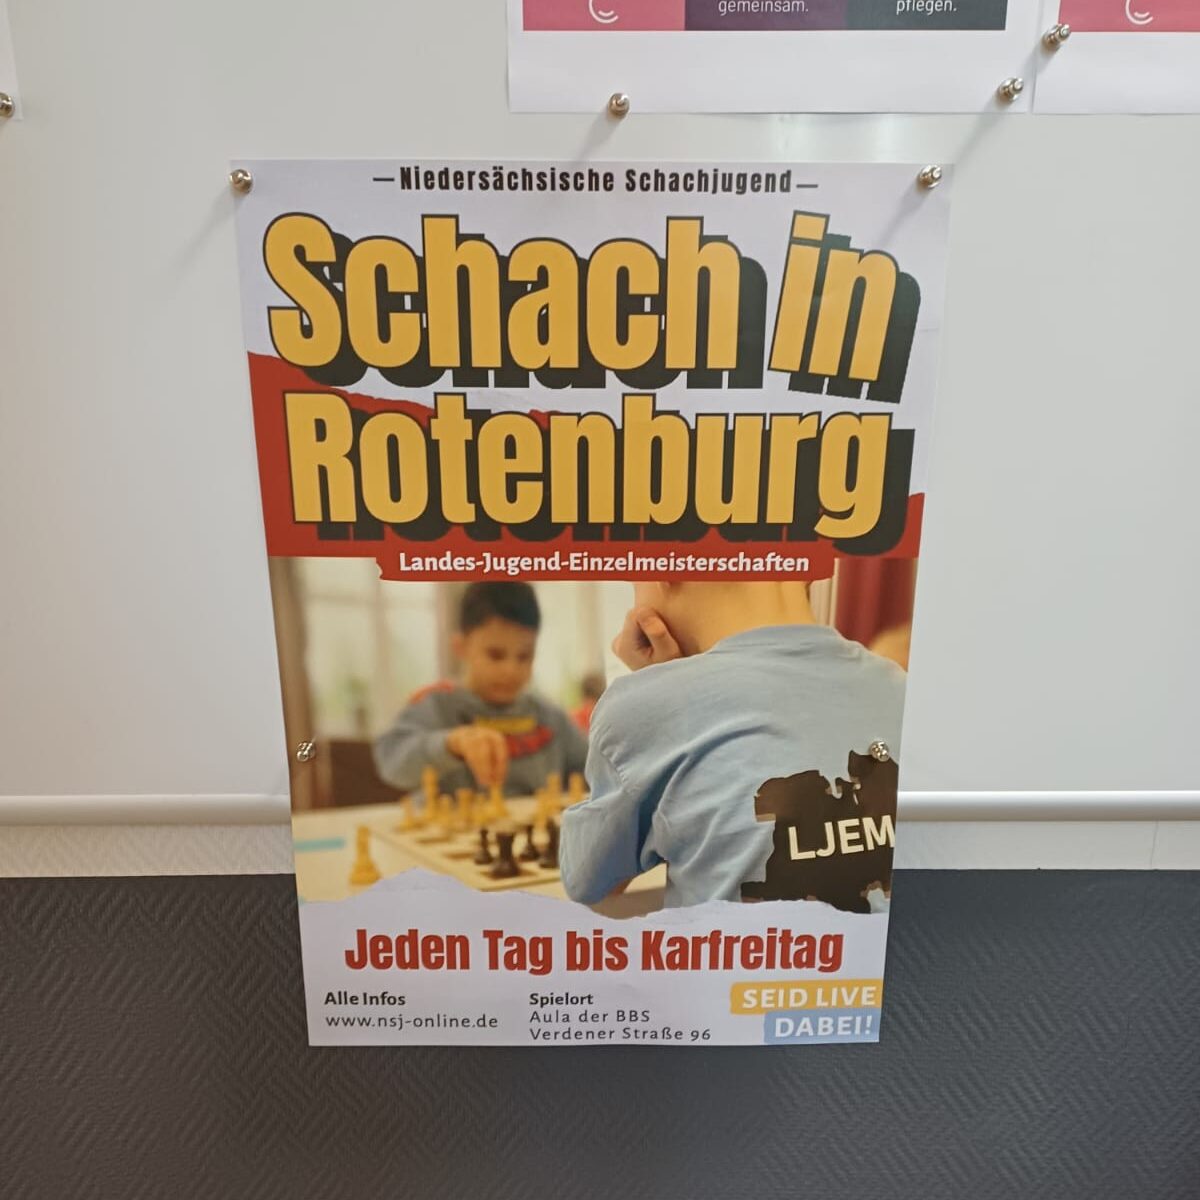 gemeinsam.
pflegen.
Niedersächsische Schachjugend
Schach in
Rotenburg
Landes-Jugend-Einzelmeisterschaften
LJEM
Jeden Tag bis Karfreitag
Alle Infos
www.nsj-online.de
Spielort
Aula der BBS
Verdener Straße 96
SEID LIVE
DABEI!